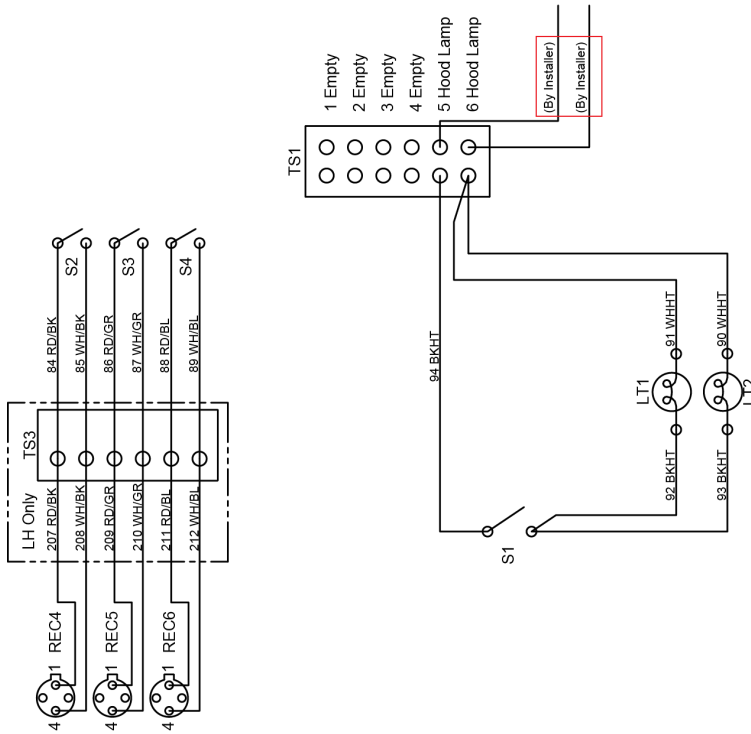 TS1
1 Empty
2 Empty
3 Empty
4 Empty
5 Hood Lamp
6 Hood Lamp
(By Installer)
(By Installer)
LH Only
TS3
207 RD/BK
208 WH/BK
209 RD/GR
210 WH/GR
211 RD/BL
212 WH/BL
84 RD/BK
85 WH/BK
86 RD/GR
87 WH/GR
88 RD/BL
89 WH/BL
S2
S3
S4
1 REC4
4
1 REC5
4
1 REC6
4
94 BKHT
S1
92 BKHT
93 BKHT
LT1
LT2
91 WHHT
90 WHHT